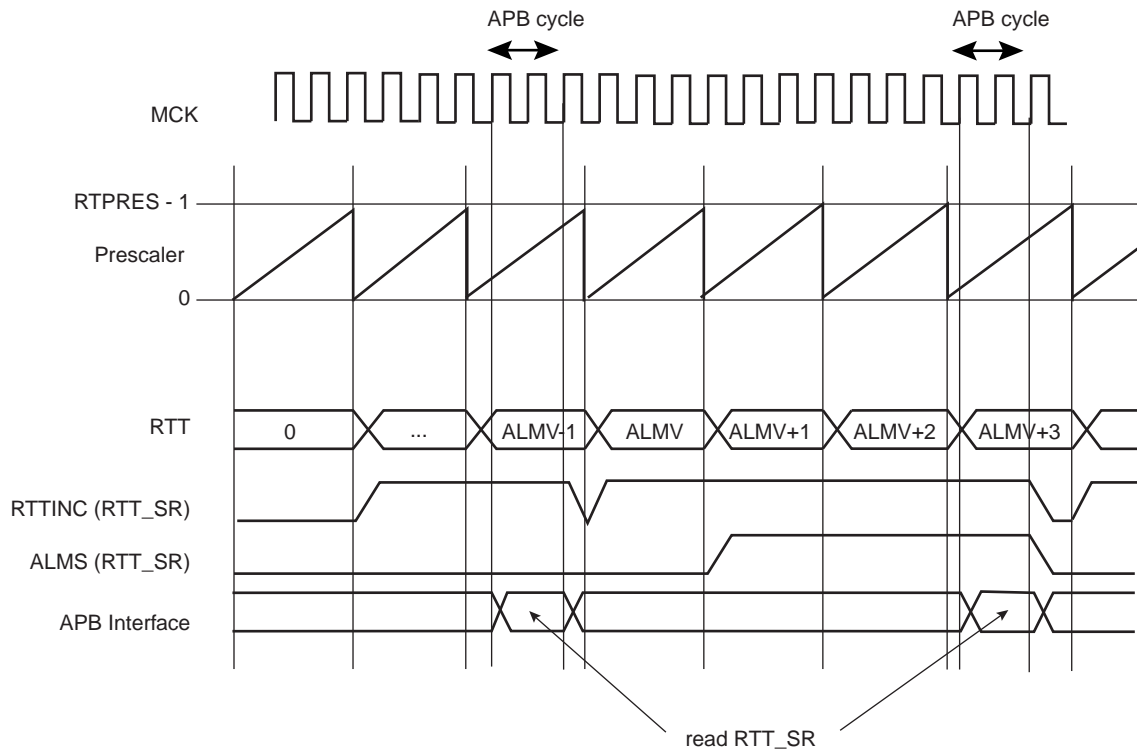 APB cycle
APB cycle
MCK
RTPRES - 1
Prescaler
0
RTT
0
...
ALMV-1
ALMV
ALMV+1
ALMV+2
ALMV+3
RTTINC (RTT_SR)
ALMS (RTT_SR)
APB Interface
read RTT_SR